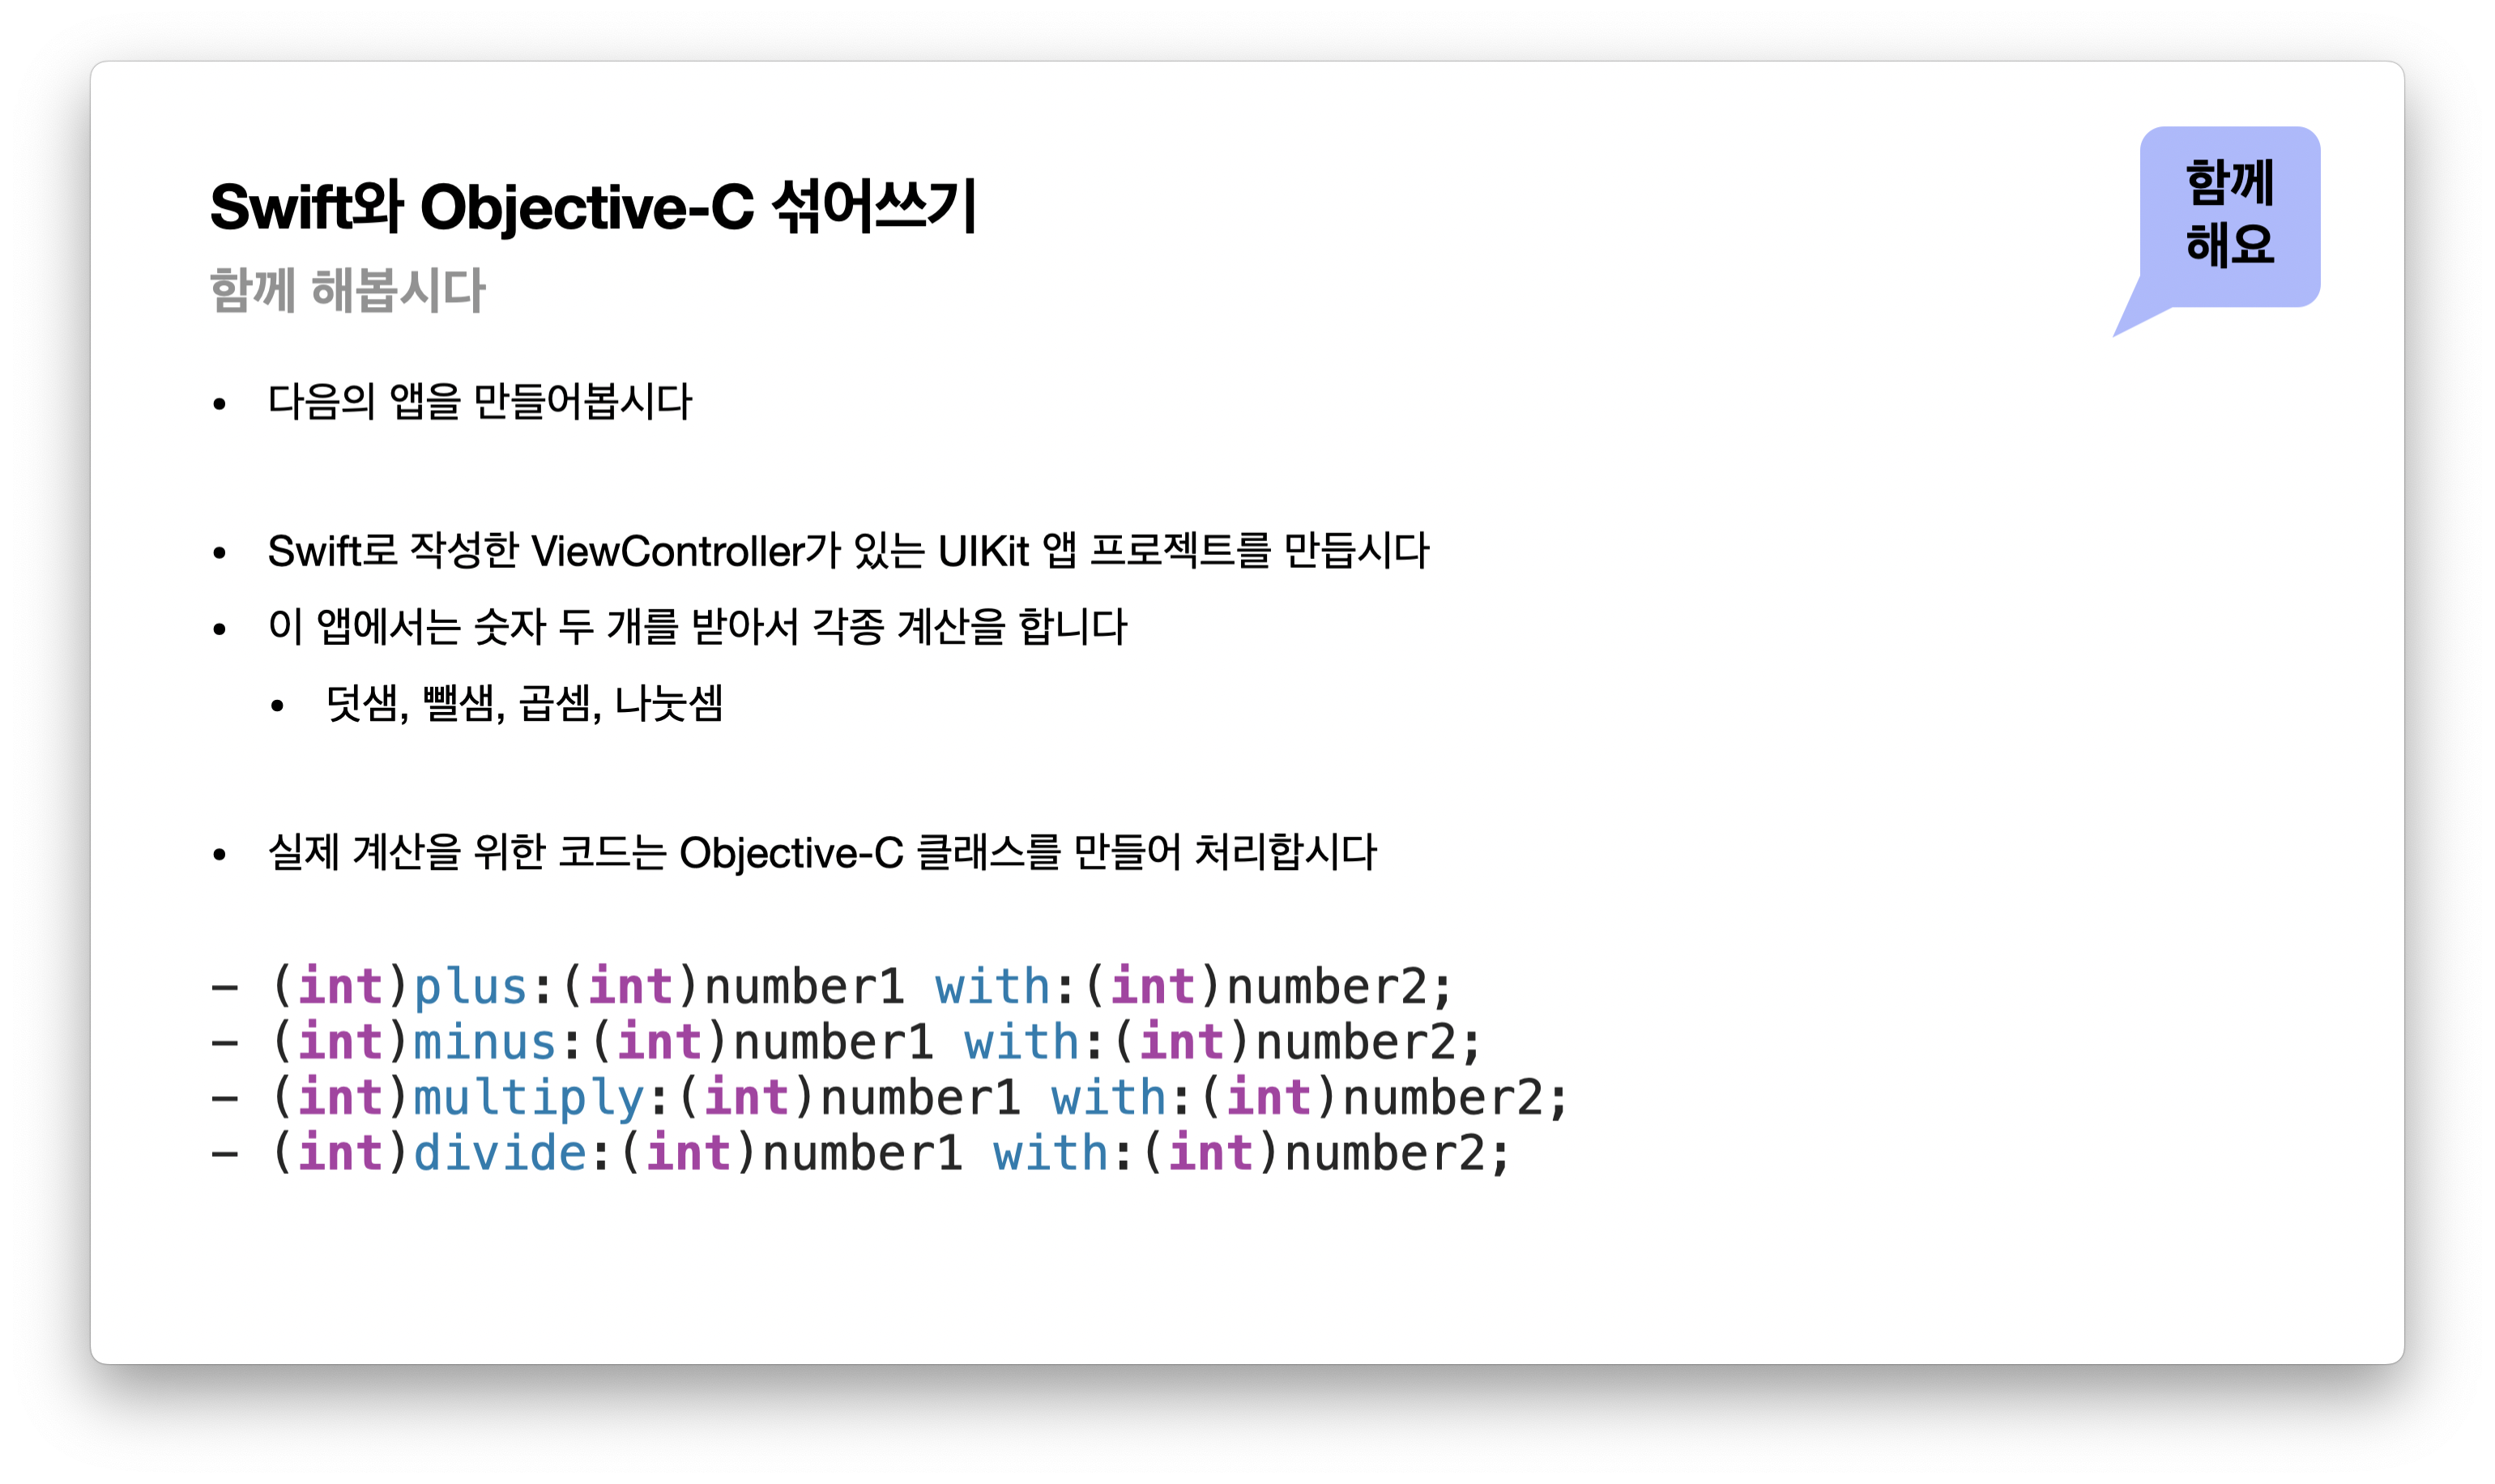 Swift와 Objective-C 섞어쓰기
함께 해봅시다
함께
해요
• 다음의 앱을 만들어봅시다
• Swift로 작성한 ViewController가 있는 UIKit 앱 프로젝트를 만듭시다
• 이 앱에서는 숫자 두 개를 받아서 각종 계산을 합니다
• 덧샘, 뺄샘, 곱셈, 나눗셈
• 실제 계산을 위한 코드는 Objective-C 클래스를 만들어 처리합시다
- (int)plus:(int)number1 with:(int)number2;
- (int)minus:(int)number1 with:(int)number2;
- (int)multiply:(int)number1 with:(int)number2;
- (int)divide:(int)number1 with:(int)number2;